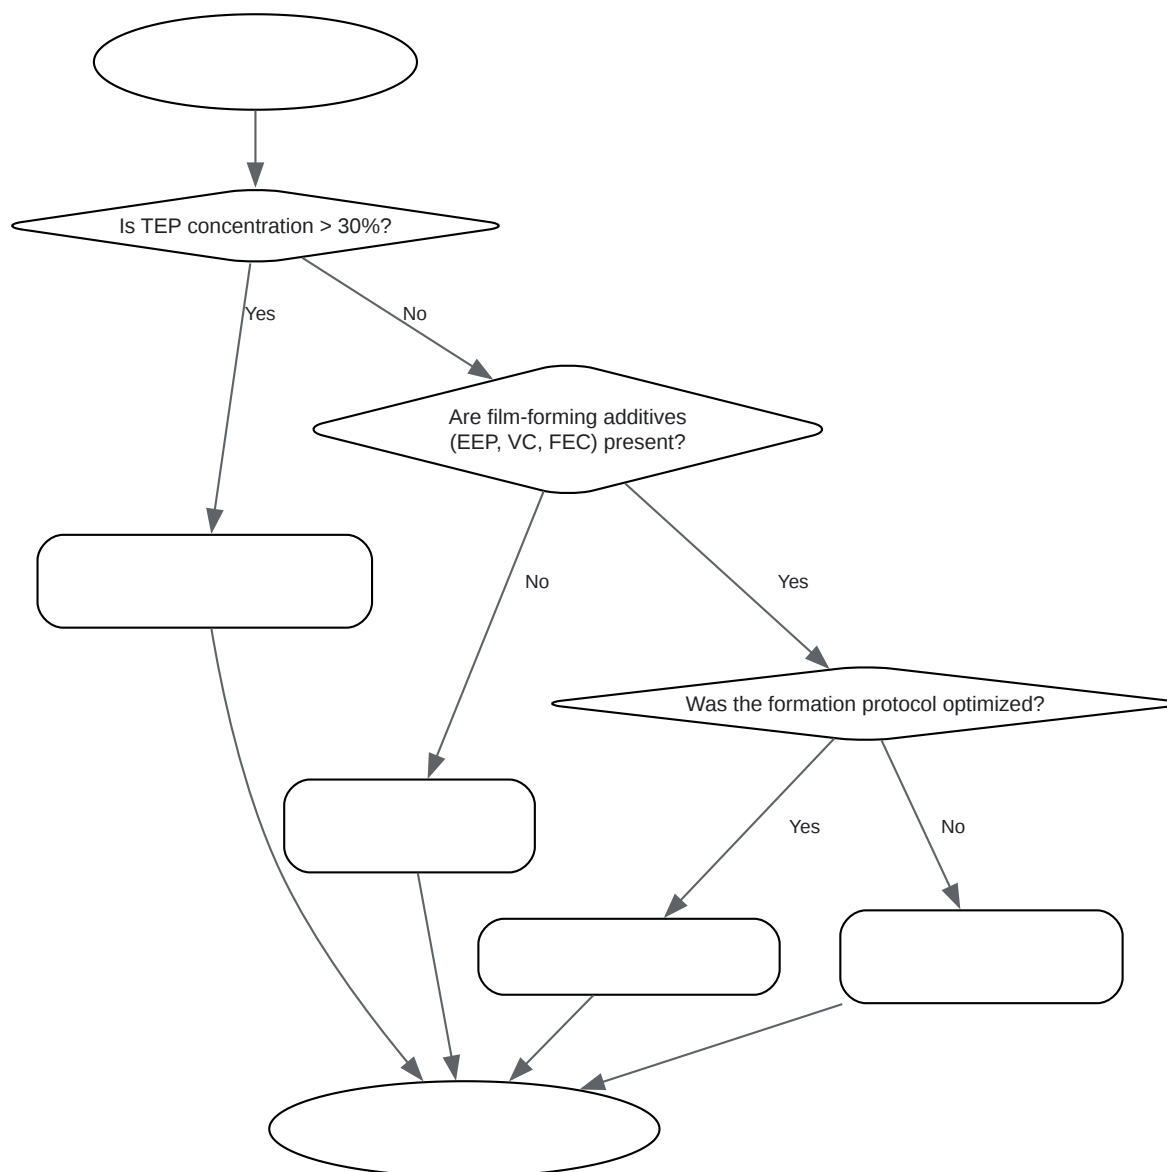 Is TEP concentration > 30%?
Yes
No
Are film-forming additives
(EEP, VC, FEC) present?
No
Yes
Was the formation protocol optimized?
Yes
No